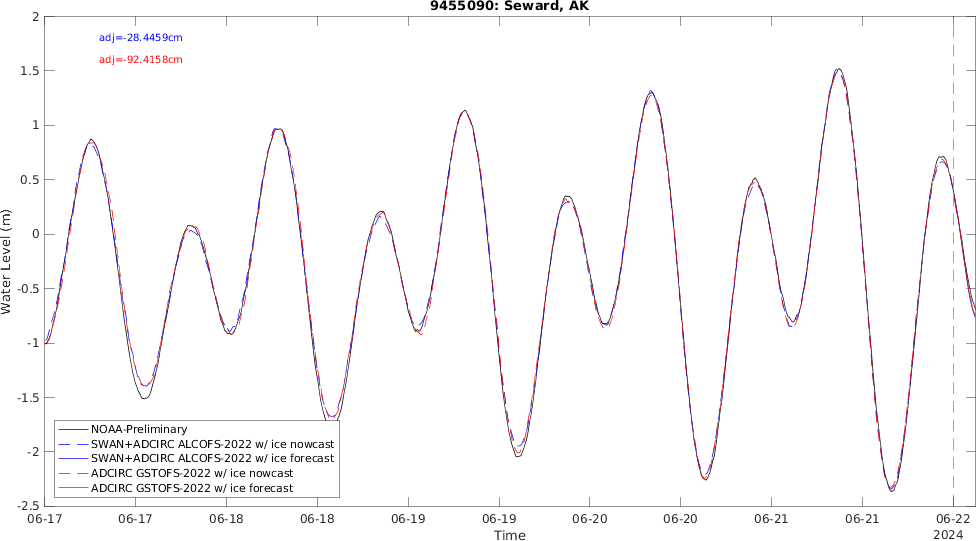 9455090: Seward, AK
adj=-28.4459cm
adj=-92.4158cm
2
1.5
1
0.5
0
-0.5
-1
-1.5
-2
-2.5
Water Level (m)
NOAA-Preliminary
SWAN+ADCIRC ALCOFS-2022 w/ ice nowcast
SWAN+ADCIRC ALCOFS-2022 w/ ice forecast
ADCIRC GSTOFS-2022 w/ ice nowcast
ADCIRC GSTOFS-2022 w/ ice forecast
06-17 06-17 06-18 06-18 06-19 06-19 06-20 06-20 06-21 06-21 06-22
2024
Time